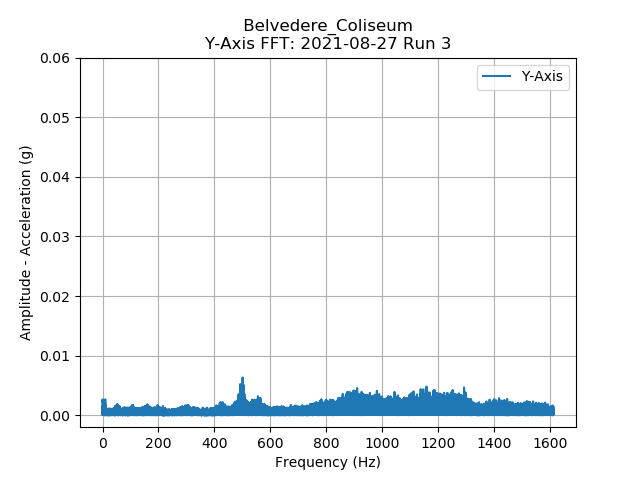 Belvedere_Coliseum
Y-Axis FFT: 2021-08-27 Run 3
Y-Axis
Amplitude - Acceleration (g)
0.06
0.05
0.04
0.03
0.02
0.01
0.00
0 200 400 600 800 1000 1200 1400 1600
Frequency (Hz)